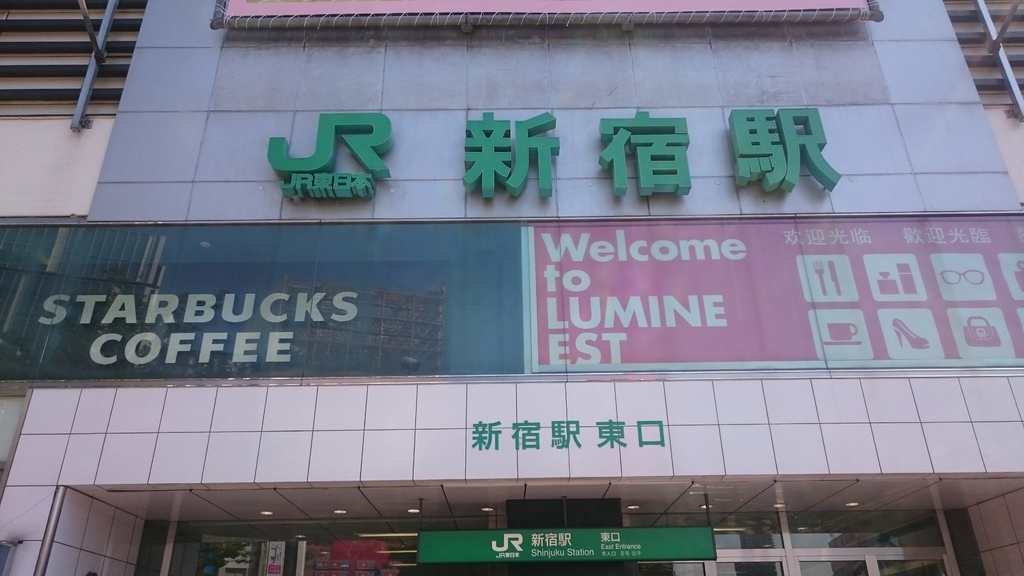 JR 新宿駅
JR東日本
STARBUCKS
COFFEE
Welcome
to
LUMINE
EST
欢迎光临 歡迎光臨
新宿駅 東口
JR 新宿駅 東口
JR東日本 Shinjuku Station East Entrance